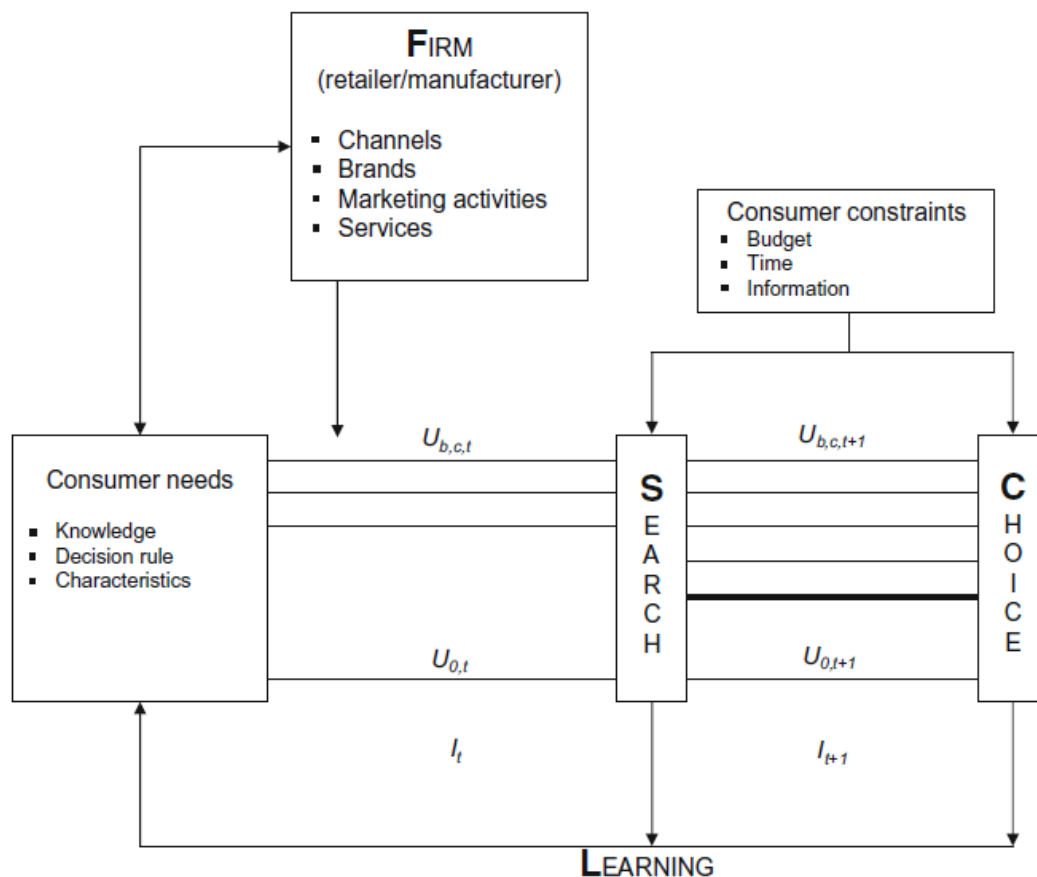 FIRM
(retailer/manufacturer)
▪ Channels
▪ Brands
▪ Marketing activities
▪ Services
Consumer constraints
▪ Budget
▪ Time
▪ Information
U_{b,c,t}
U_{b,c,t+1}
Consumer needs
▪ Knowledge
▪ Decision rule
▪ Characteristics
S
E
A
R
C
H
C
H
O
I
C
E
U_{0,t}
U_{0,t+1}
I_t
I_{t+1}
LEARNING